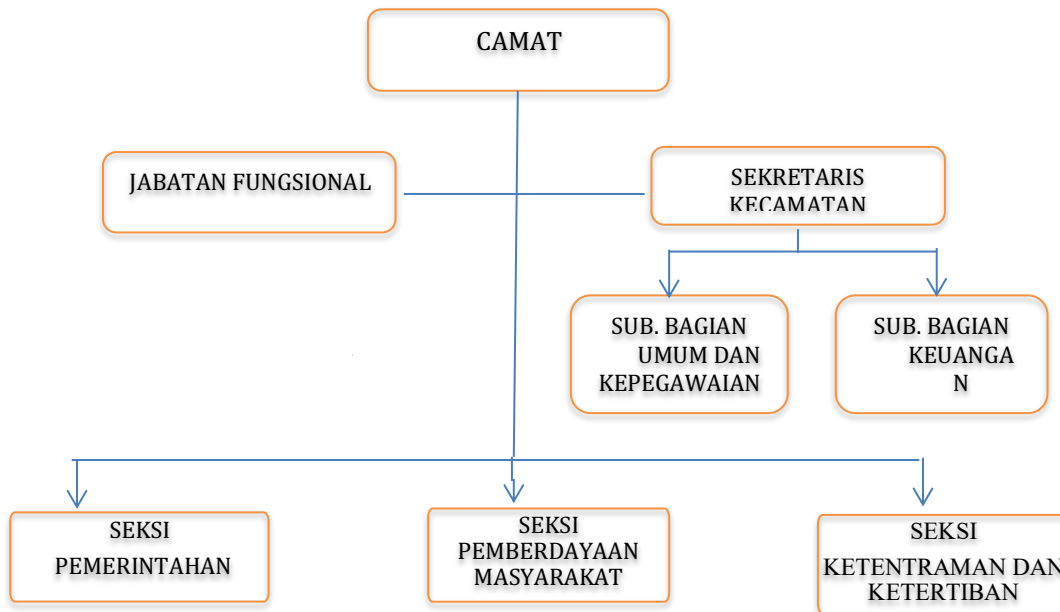 CAMAT
JABATAN FUNGSIONAL
SEKRETARIS
KECAMATAN
SUB. BAGIAN
UMUM DAN
KEPEGAWAIAN
SUB. BAGIAN
KEUANGA
N
SEKSI
PEMERINTAHAN
SEKSI
PEMBERDAYAAN
MASYARAKAT
SEKSI
KETENTRAMAN DAN
KETERTIBAN